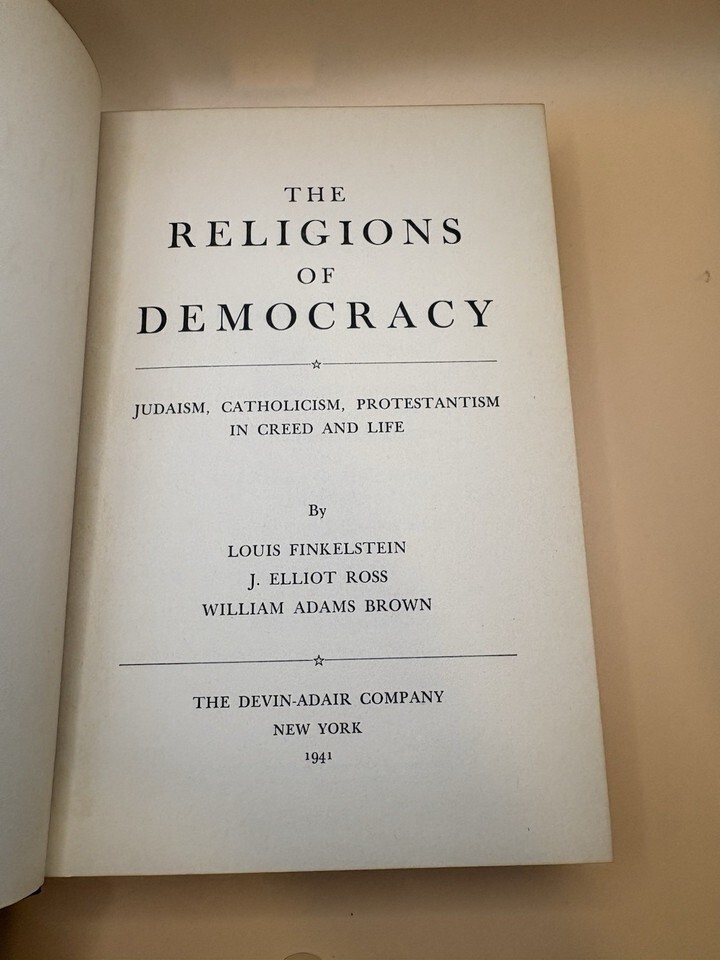 THE
RELIGIONS
OF
DEMOCRACY
JUDAISM, CATHOLICISM, PROTESTANTISM
IN CREED AND LIFE
By
LOUIS FINKELSTEIN
J. ELLIOT ROSS
WILLIAM ADAMS BROWN
THE DEVIN-ADAIR COMPANY
NEW YORK
1941